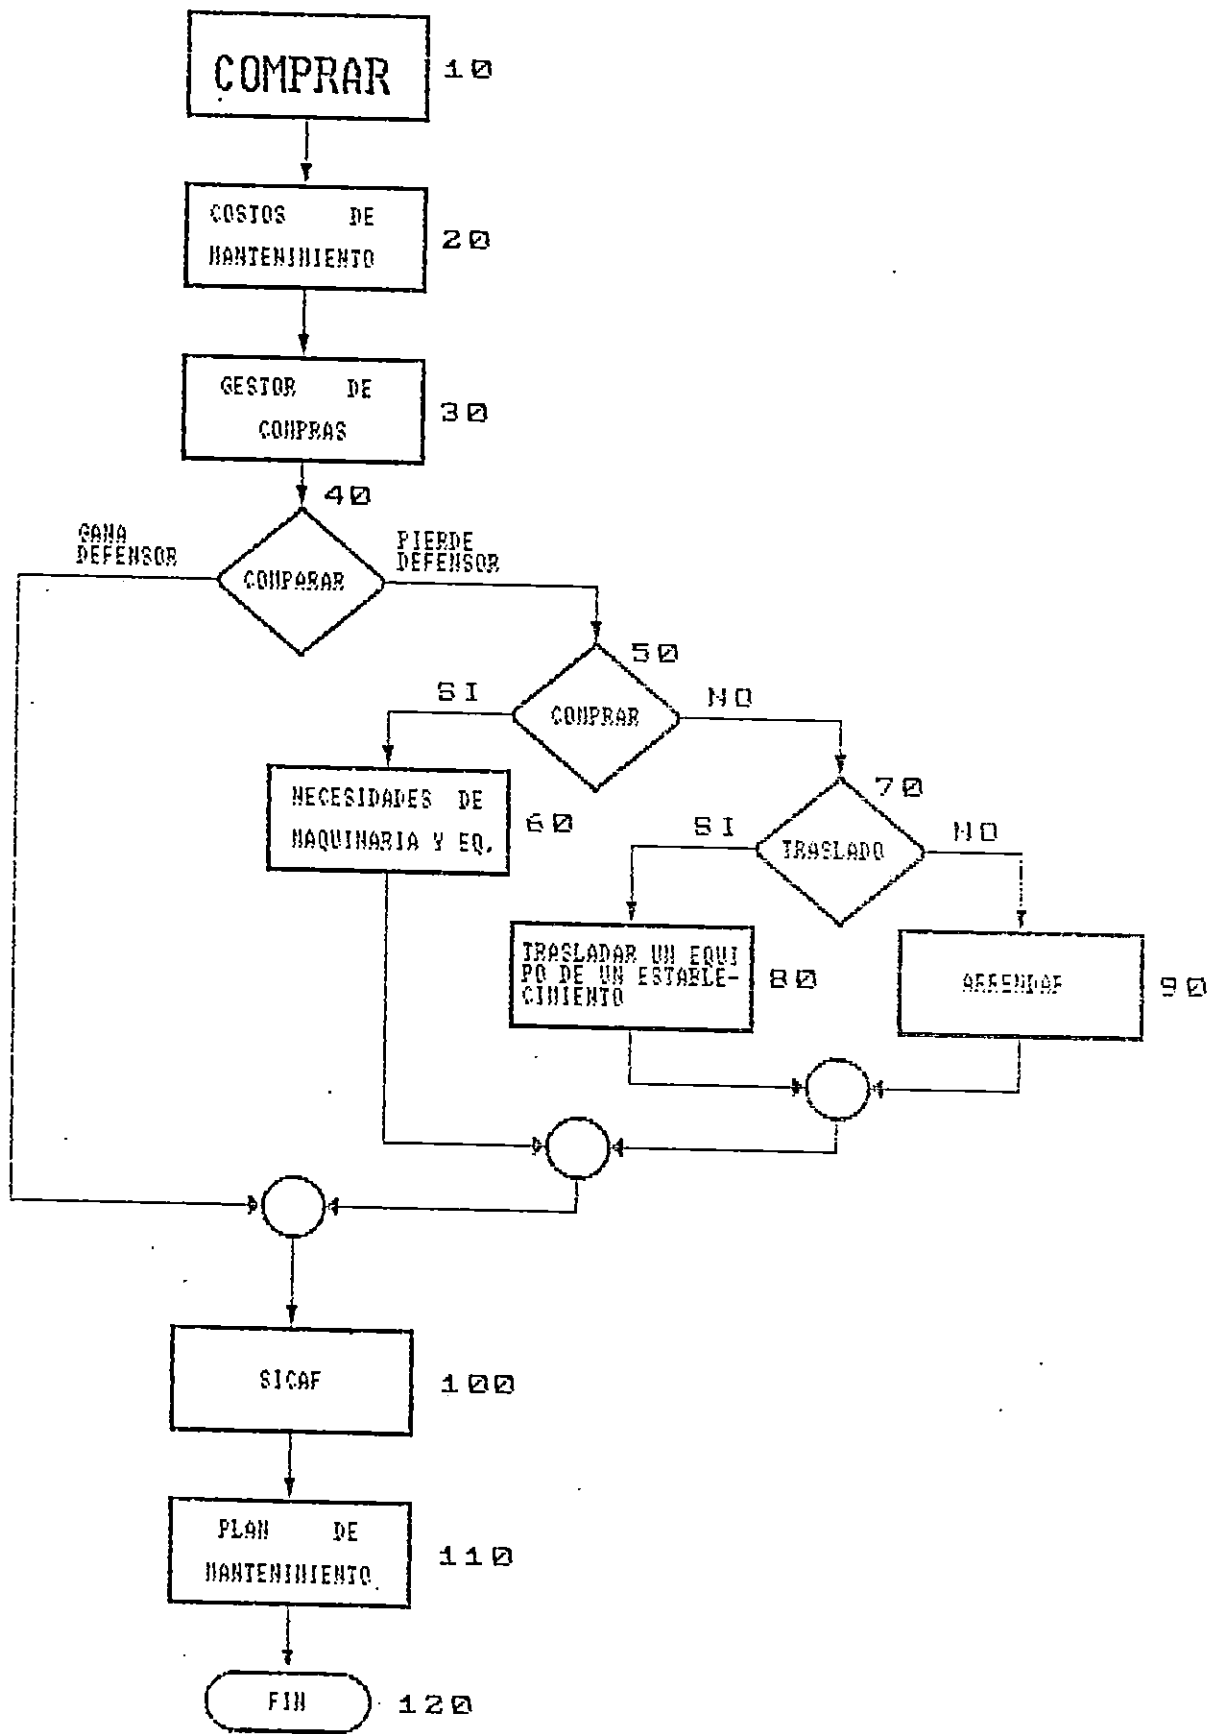 COMPRAR 10
COSTOS DE
MANTENIMIENTO
20
GESTOR DE
COMPRAS
30
40
GANA
DEFENSOR
PIERDE
DEFENSOR
COMPARAR
50
SI
NO
COMPRAR
NECESIDADES DE
MAQUINARIA Y EQ.
60
70
SI
NO
TRASLADO
TRASLADAR UN EQUI
PO DE UN ESTABLE-
CIMIENTO
80
ARRENDAR
90
SICAF
100
PLAN DE
MANTENIMIENTO.
110
FIN
120